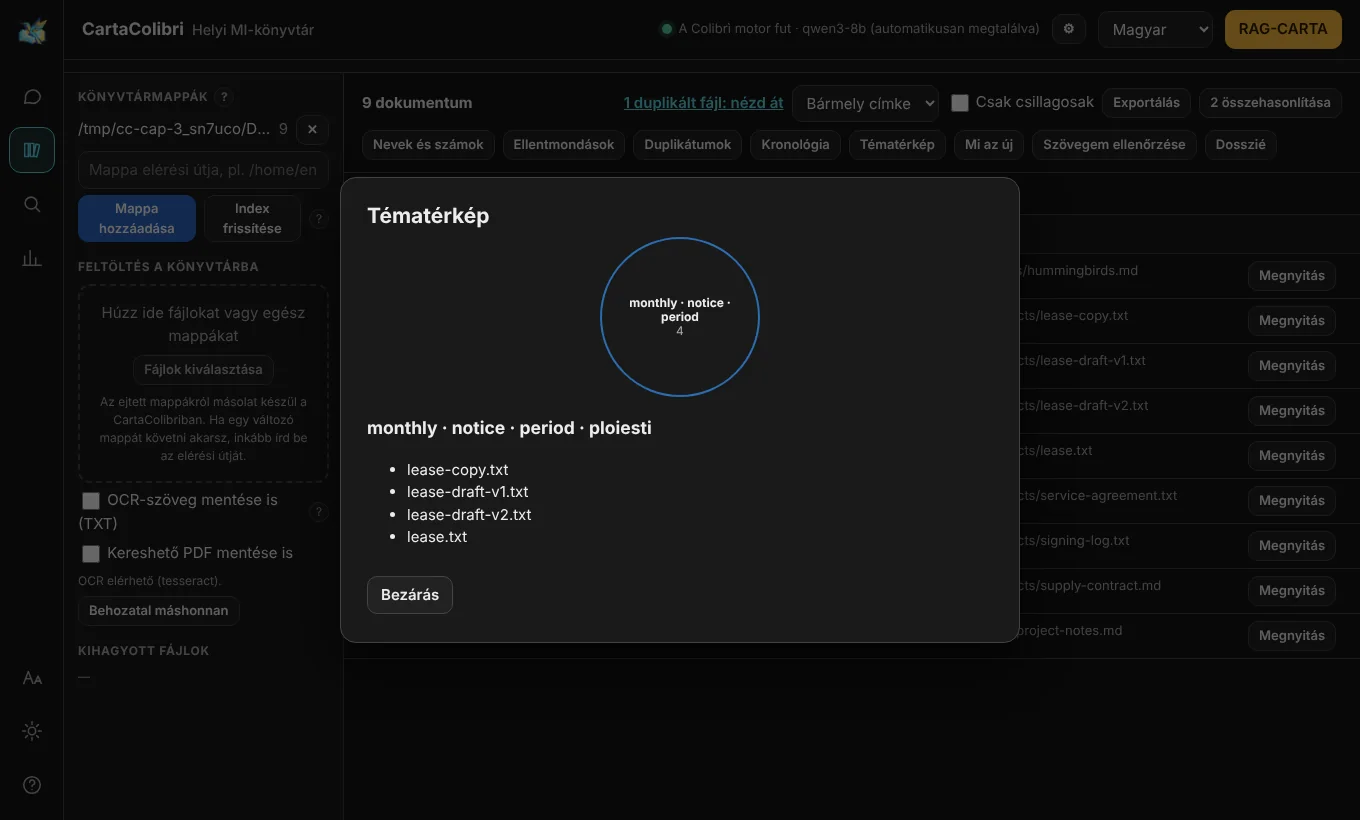 CartaColibri Helyi MI-könyvtár
A Colibrì motor fut · qwen3-8b (automatikusan megtalálva)
Magyar
RAG-CARTA
KÖNYVTÁRMAPPÁK ?
/tmp/cc-cap-3_sn7uco/D... 9 ✕
Mappa elérési útja, pl. /home/en
Mappa hozzáadása
Index frissítése
?
FELTÖLTÉS A KÖNYVTÁRBA
Húzz ide fájlokat vagy egész
mappákat
Fájlok kiválasztása
Az ejtett mappákról másolat készül a
CartaColibriban. Ha egy változó
mappát követni akarsz, inkább írd be
az elérési útját.
OCR-szöveg mentése is
(TXT)
?
Kereshető PDF mentése is
OCR elérhető (tesseract).
Behozatal máshonnan
KIHAGYOTT FÁJLOK
—
9 dokumentum
1 duplikált fájl: nézd át
Bármely címke
Csak csillagosak
Exportálás
2 összehasonlítása
Nevek és számok
Ellentmondások
Duplikátumok
Kronológia
Tématérkép
Mi az új
Szövegem ellenőrzése
Dosszié
Tématérkép
monthly · notice ·
period
4
monthly · notice · period · ploiesti
• lease-copy.txt
• lease-draft-v1.txt
• lease-draft-v2.txt
• lease.txt
Bezárás
s/hummingbirds.md Megnyitás
cts/lease-copy.txt Megnyitás
cts/lease-draft-v1.txt Megnyitás
cts/lease-draft-v2.txt Megnyitás
cts/lease.txt Megnyitás
cts/service-agreement.txt Megnyitás
cts/signing-log.txt Megnyitás
cts/supply-contract.md Megnyitás
project-notes.md Megnyitás
AA